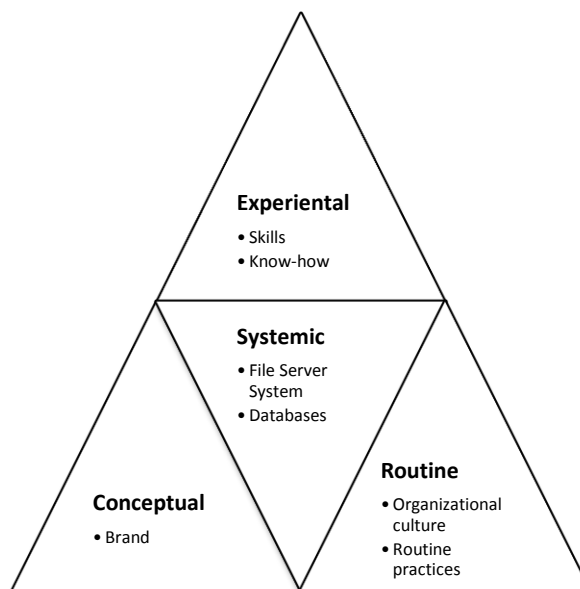 Experiental
• Skills
• Know-how
Systemic
• File Server
System
• Databases
Conceptual
• Brand
Routine
• Organizational
culture
• Routine
practices